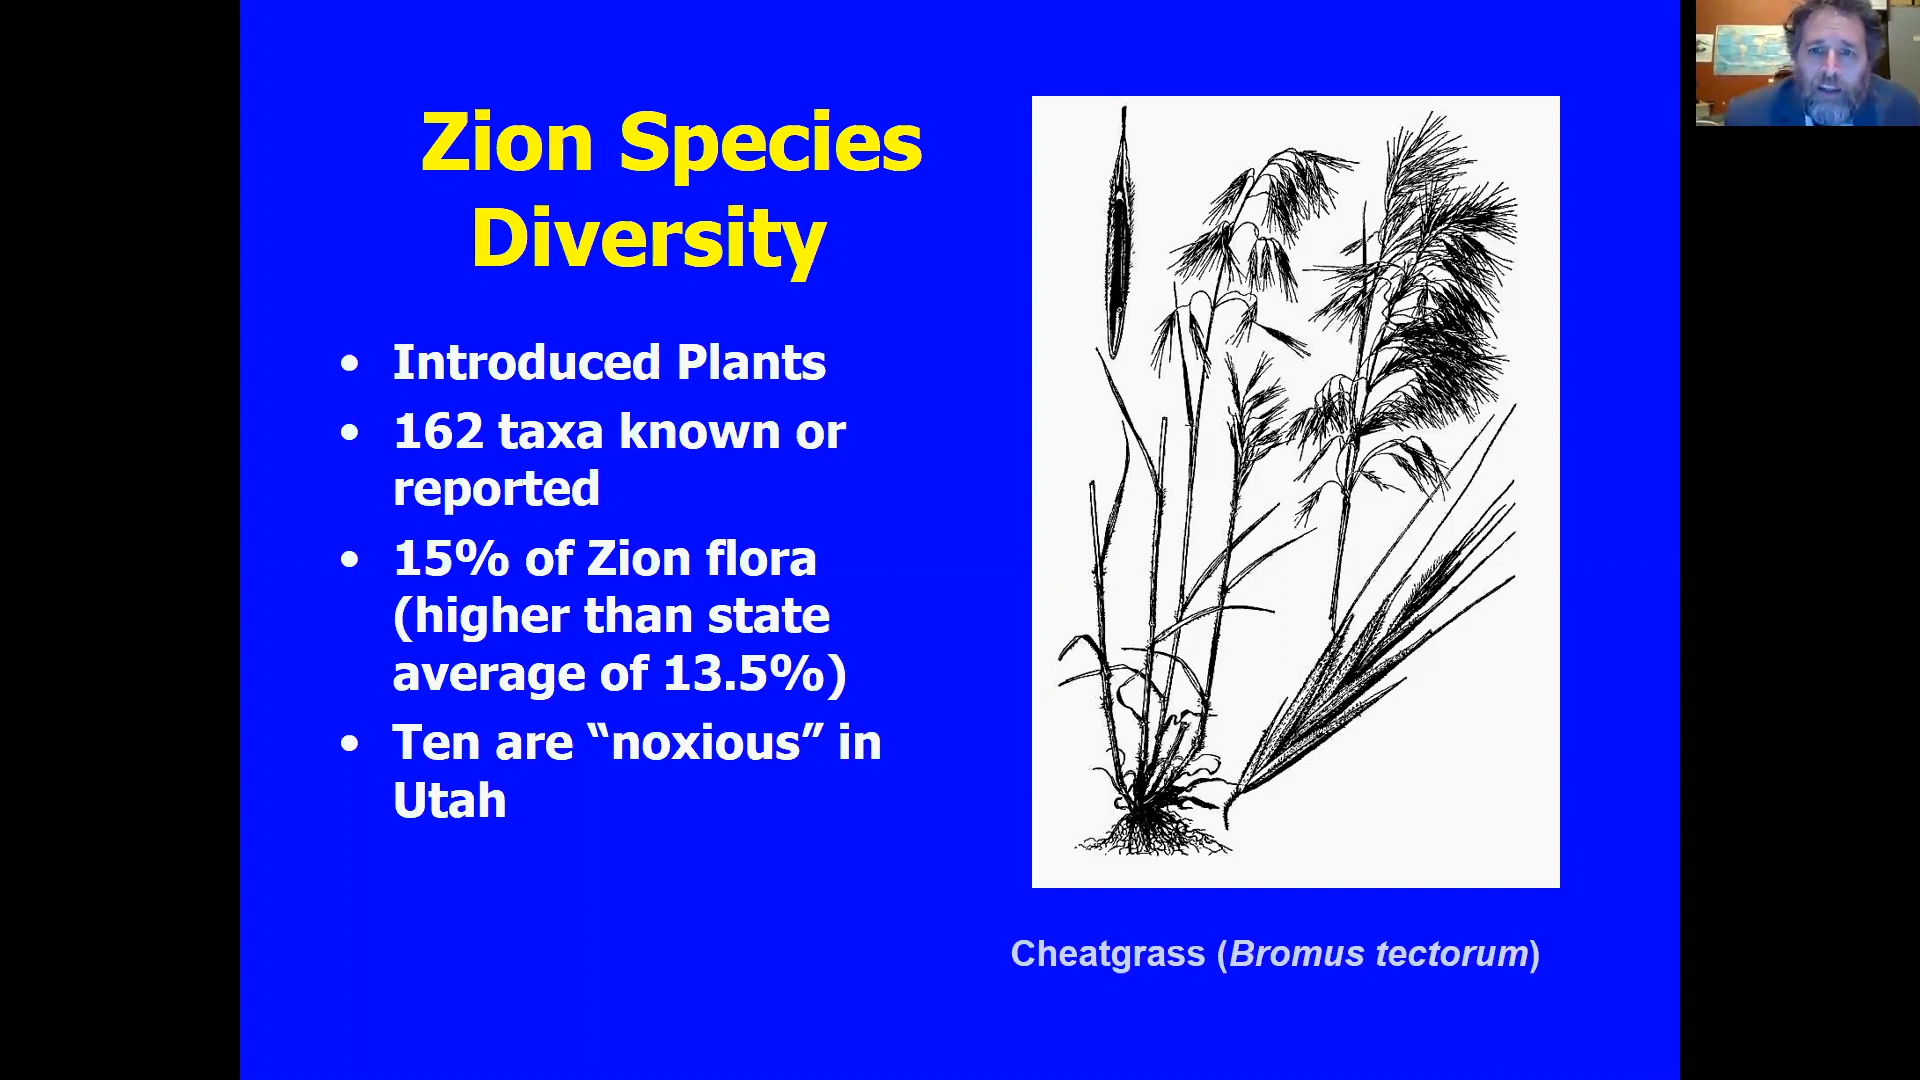 Zion Species
Diversity
• Introduced Plants
• 162 taxa known or
reported
• 15% of Zion flora
(higher than state
average of 13.5%)
• Ten are “noxious” in
Utah
Cheatgrass (Bromus tectorum)